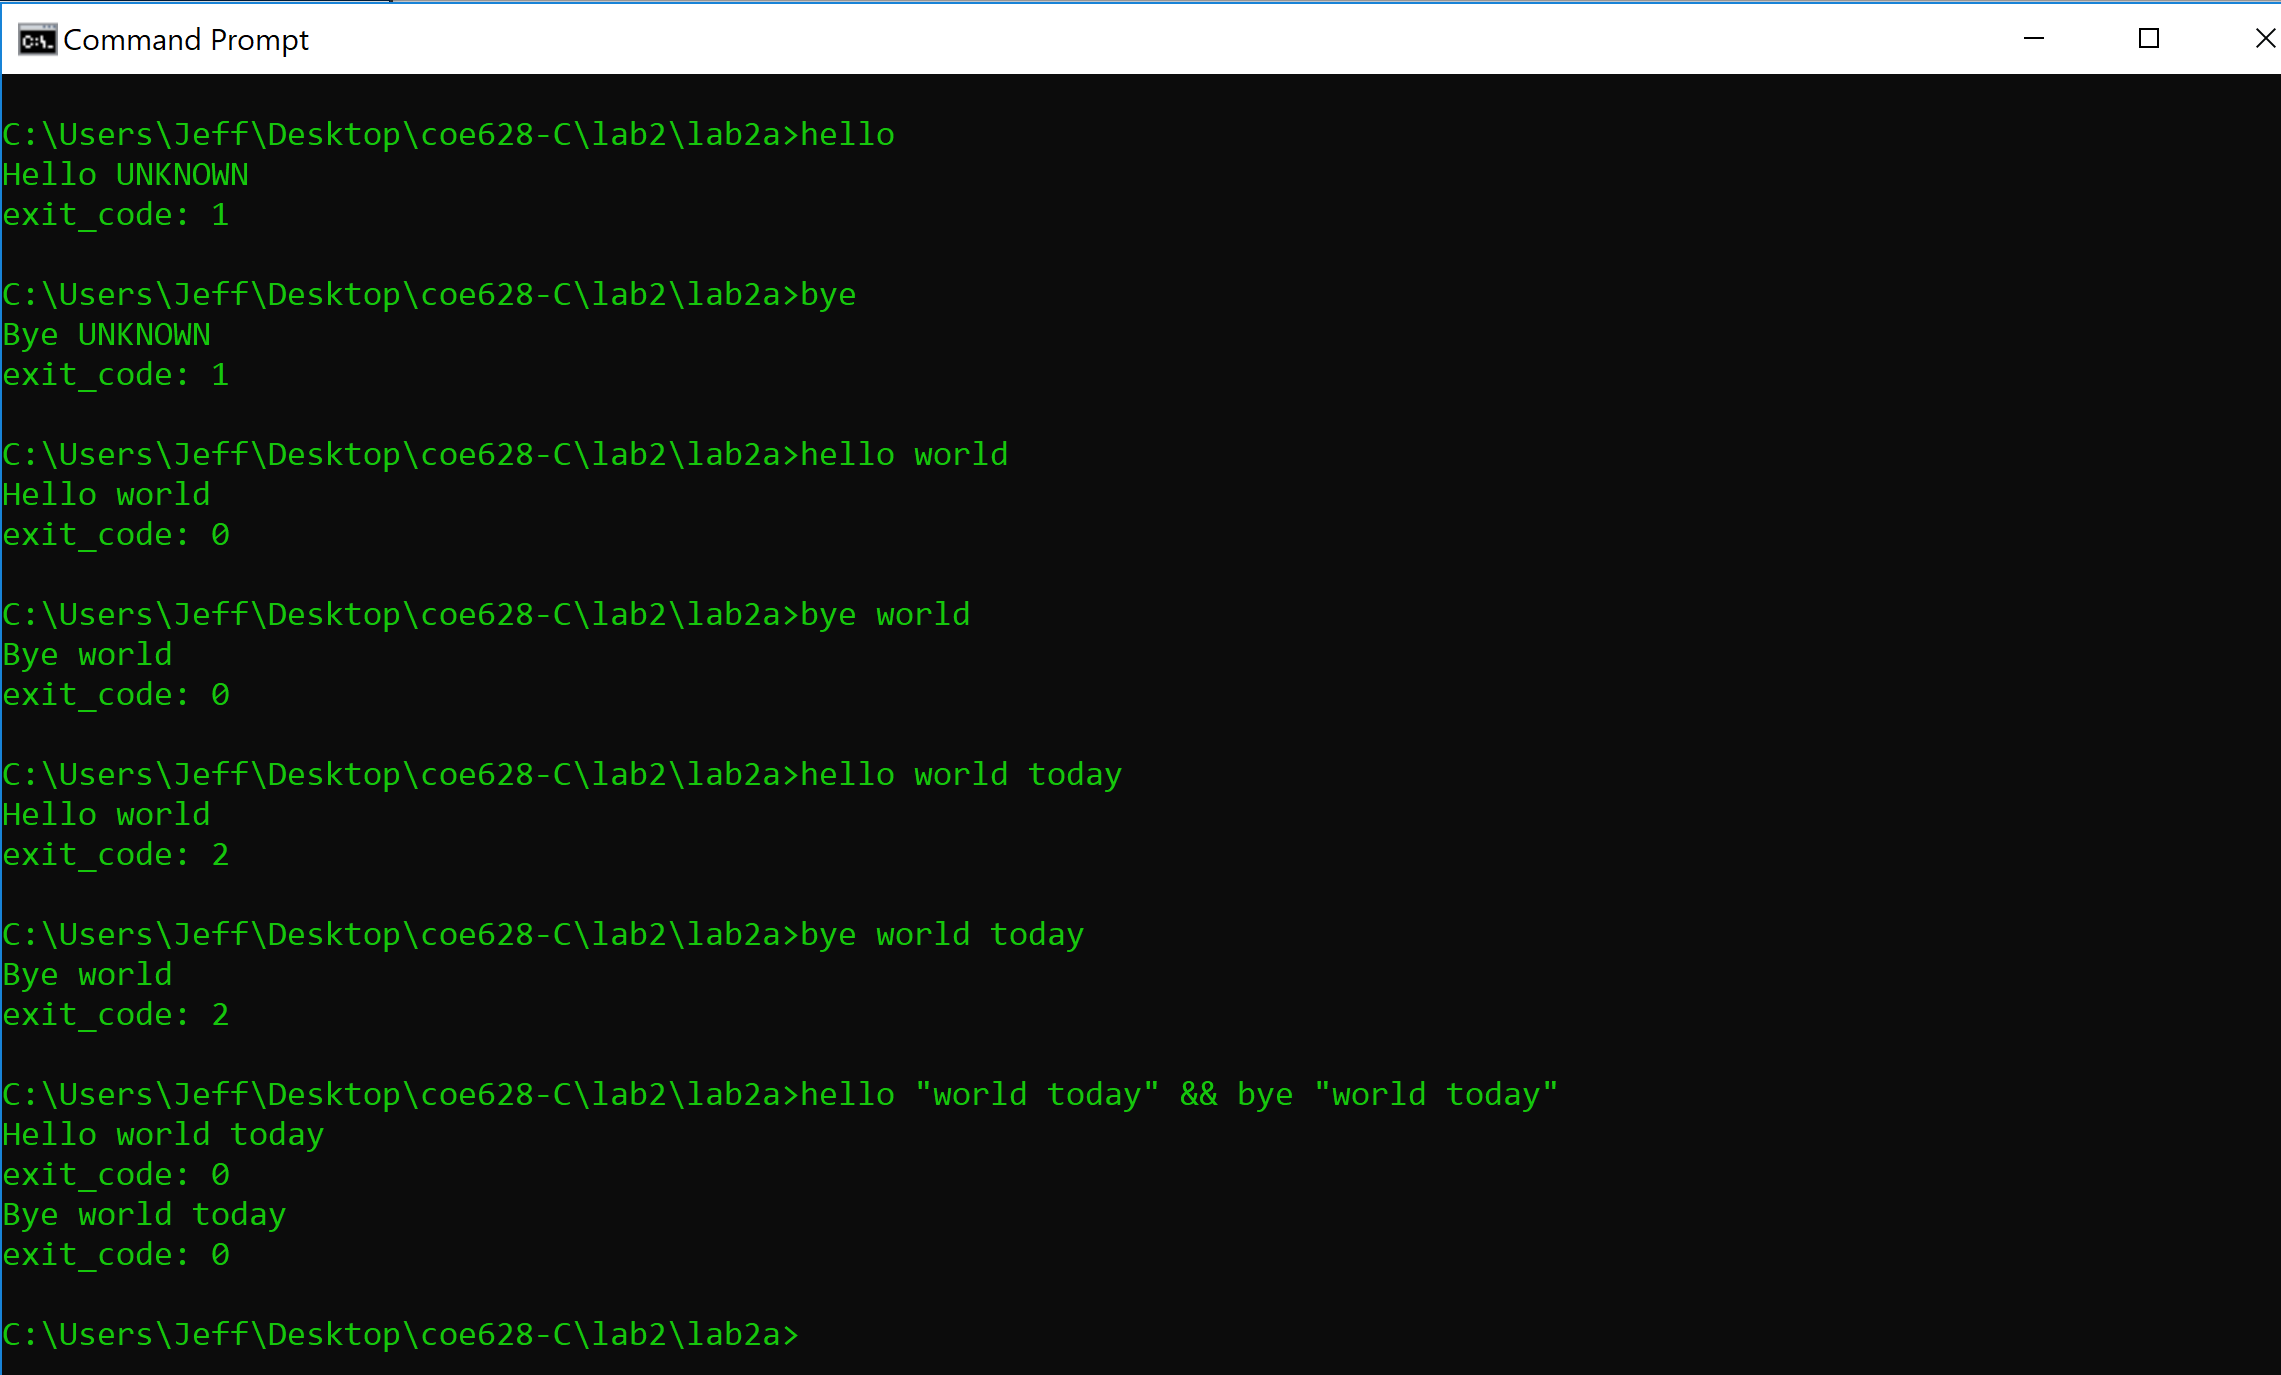 Command Prompt
C:\Users\Jeff\Desktop\coe628-C\lab2\lab2a>hello
Hello UNKNOWN
exit_code: 1
C:\Users\Jeff\Desktop\coe628-C\lab2\lab2a>bye
Bye UNKNOWN
exit_code: 1
C:\Users\Jeff\Desktop\coe628-C\lab2\lab2a>hello world
Hello world
exit_code: 0
C:\Users\Jeff\Desktop\coe628-C\lab2\lab2a>bye world
Bye world
exit_code: 0
C:\Users\Jeff\Desktop\coe628-C\lab2\lab2a>hello world today
Hello world
exit_code: 2
C:\Users\Jeff\Desktop\coe628-C\lab2\lab2a>bye world today
Bye world
exit_code: 2
C:\Users\Jeff\Desktop\coe628-C\lab2\lab2a>hello "world today" && bye "world today"
Hello world today
exit_code: 0
Bye world today
exit_code: 0
C:\Users\Jeff\Desktop\coe628-C\lab2\lab2a>